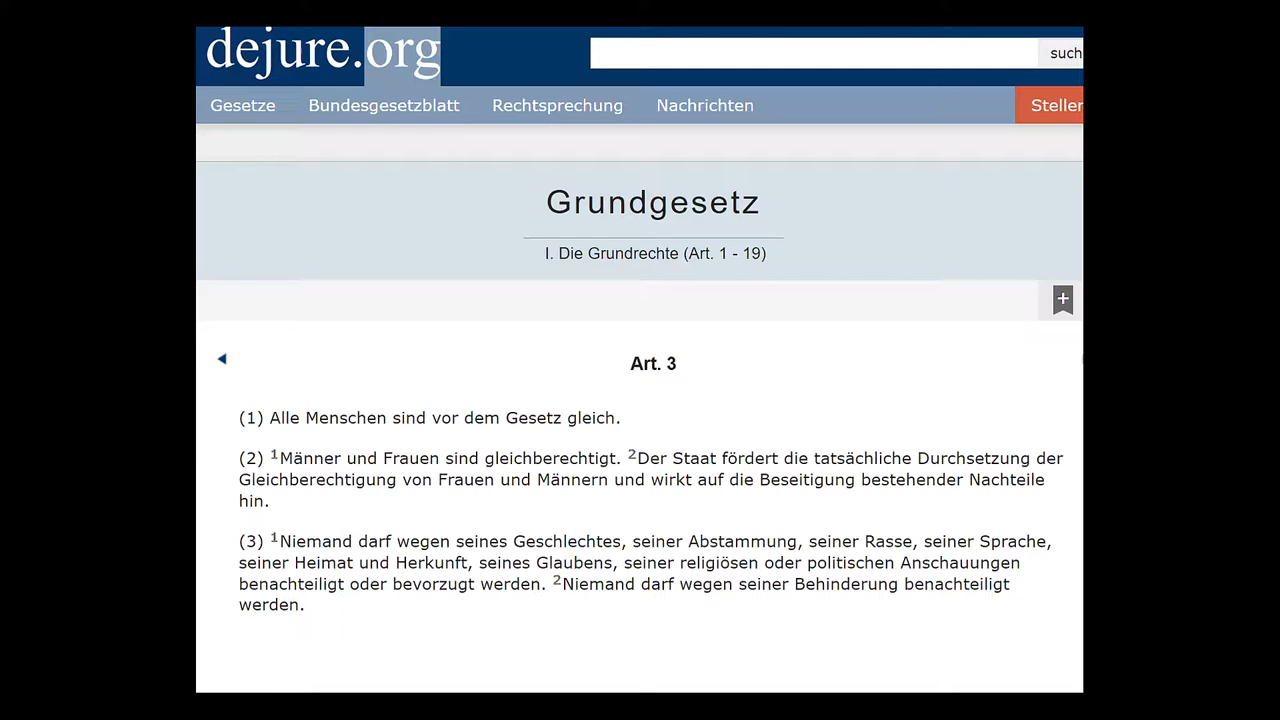 dejure.org
such
Gesetze Bundesgesetzblatt Rechtsprechung Nachrichten Steller
Grundgesetz
I. Die Grundrechte (Art. 1 - 19)
Art. 3
(1) Alle Menschen sind vor dem Gesetz gleich.
(2) ¹Männer und Frauen sind gleichberechtigt. ²Der Staat fördert die tatsächliche Durchsetzung der
Gleichberechtigung von Frauen und Männern und wirkt auf die Beseitigung bestehender Nachteile
hin.
(3) ¹Niemand darf wegen seines Geschlechtes, seiner Abstammung, seiner Rasse, seiner Sprache,
seiner Heimat und Herkunft, seines Glaubens, seiner religiösen oder politischen Anschauungen
benachteiligt oder bevorzugt werden. ²Niemand darf wegen seiner Behinderung benachteiligt
werden.